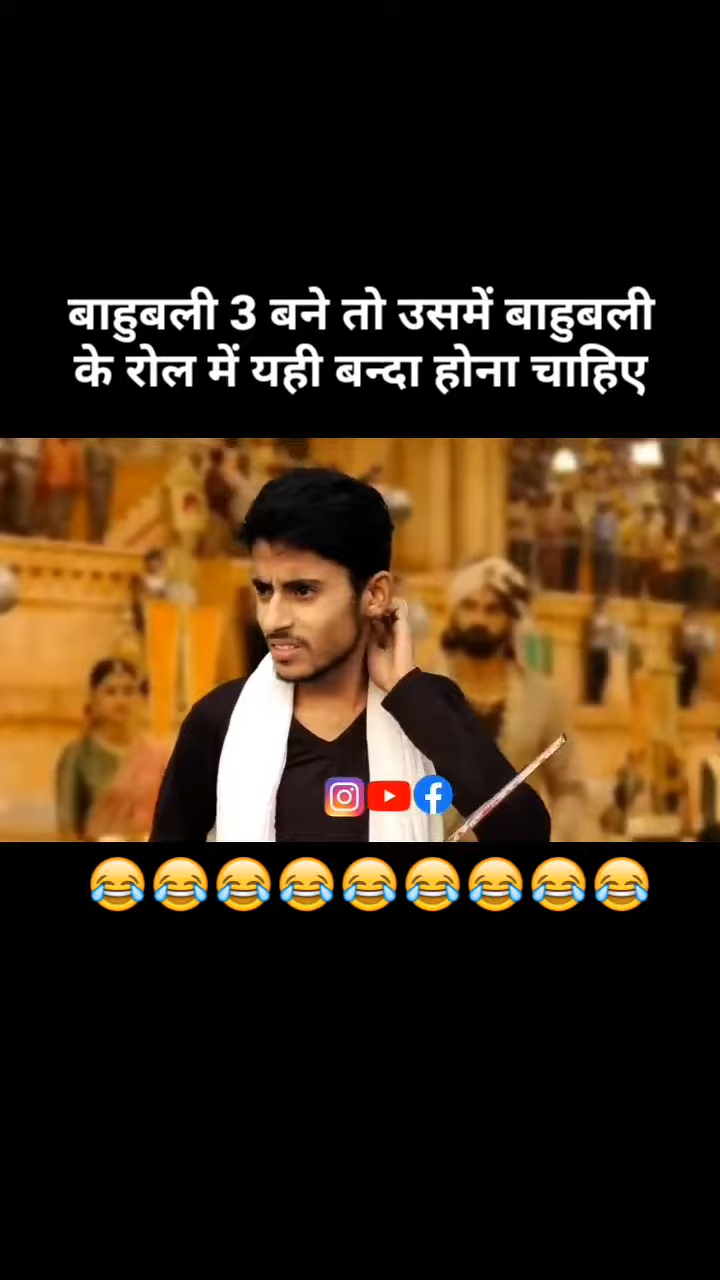 बाहुबली 3 बने तो उसमें बाहुबली
के रोल में यही बन्दा होना चाहिए